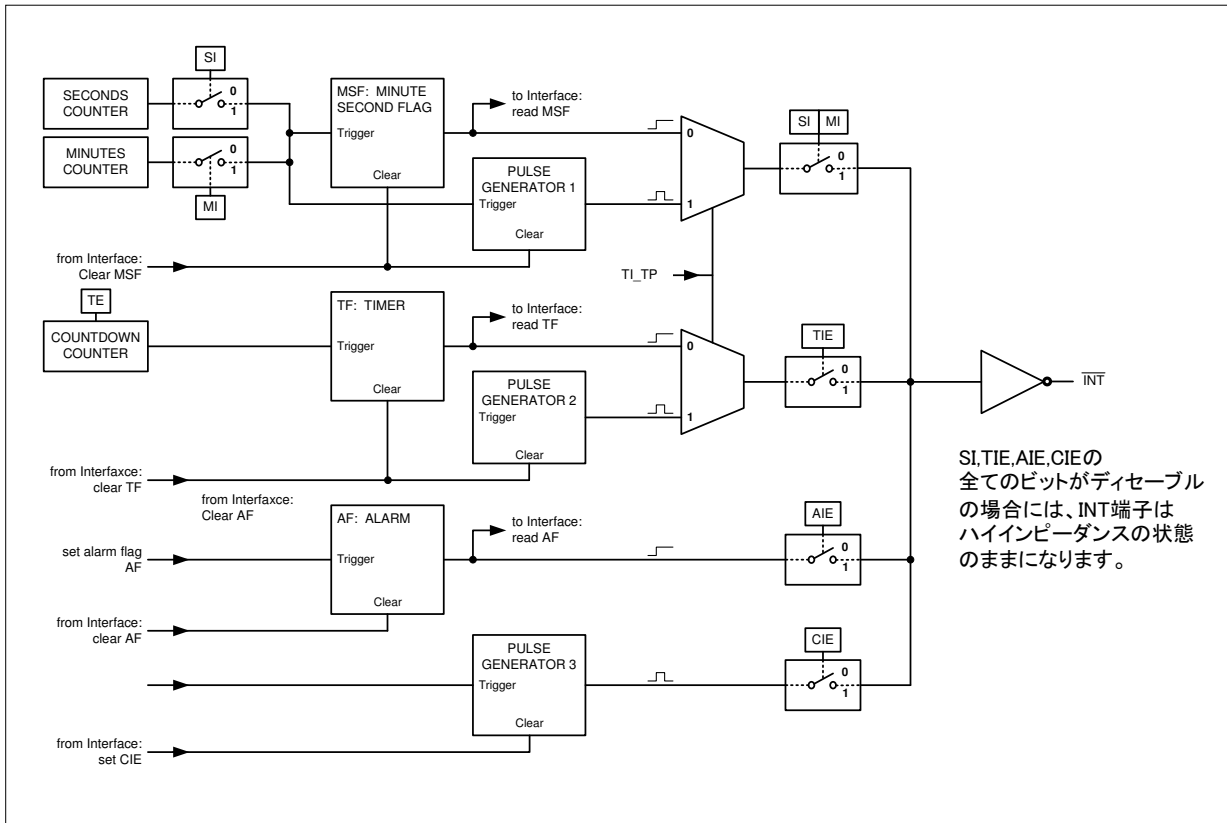 SI
SECONDS
COUNTER
0
1
MINUTES
COUNTER
0
1
MI
MSF: MINUTE
SECOND FLAG
Trigger
Clear
to Interface:
read MSF
PULSE
GENERATOR 1
Trigger
Clear
0
1
SI MI
0
1
from Interface:
Clear MSF
TI_TP
TE
COUNTDOWN
COUNTER
TF: TIMER
Trigger
Clear
to Interface:
read TF
PULSE
GENERATOR 2
Trigger
Clear
0
1
TIE
0
1
INT
from Interfaxce:
clear TF
from Interfaxce:
Clear AF
SI,TIE,AIE,CIEの
全てのビットがディセーブル
の場合には、INT端子は
ハイインピーダンスの状態
のままになります。
set alarm flag
AF
AF: ALARM
Trigger
Clear
to Interface:
read AF
AIE
0
1
from Interface:
clear AF
PULSE
GENERATOR 3
Trigger
Clear
CIE
0
1
from Interface:
set CIE